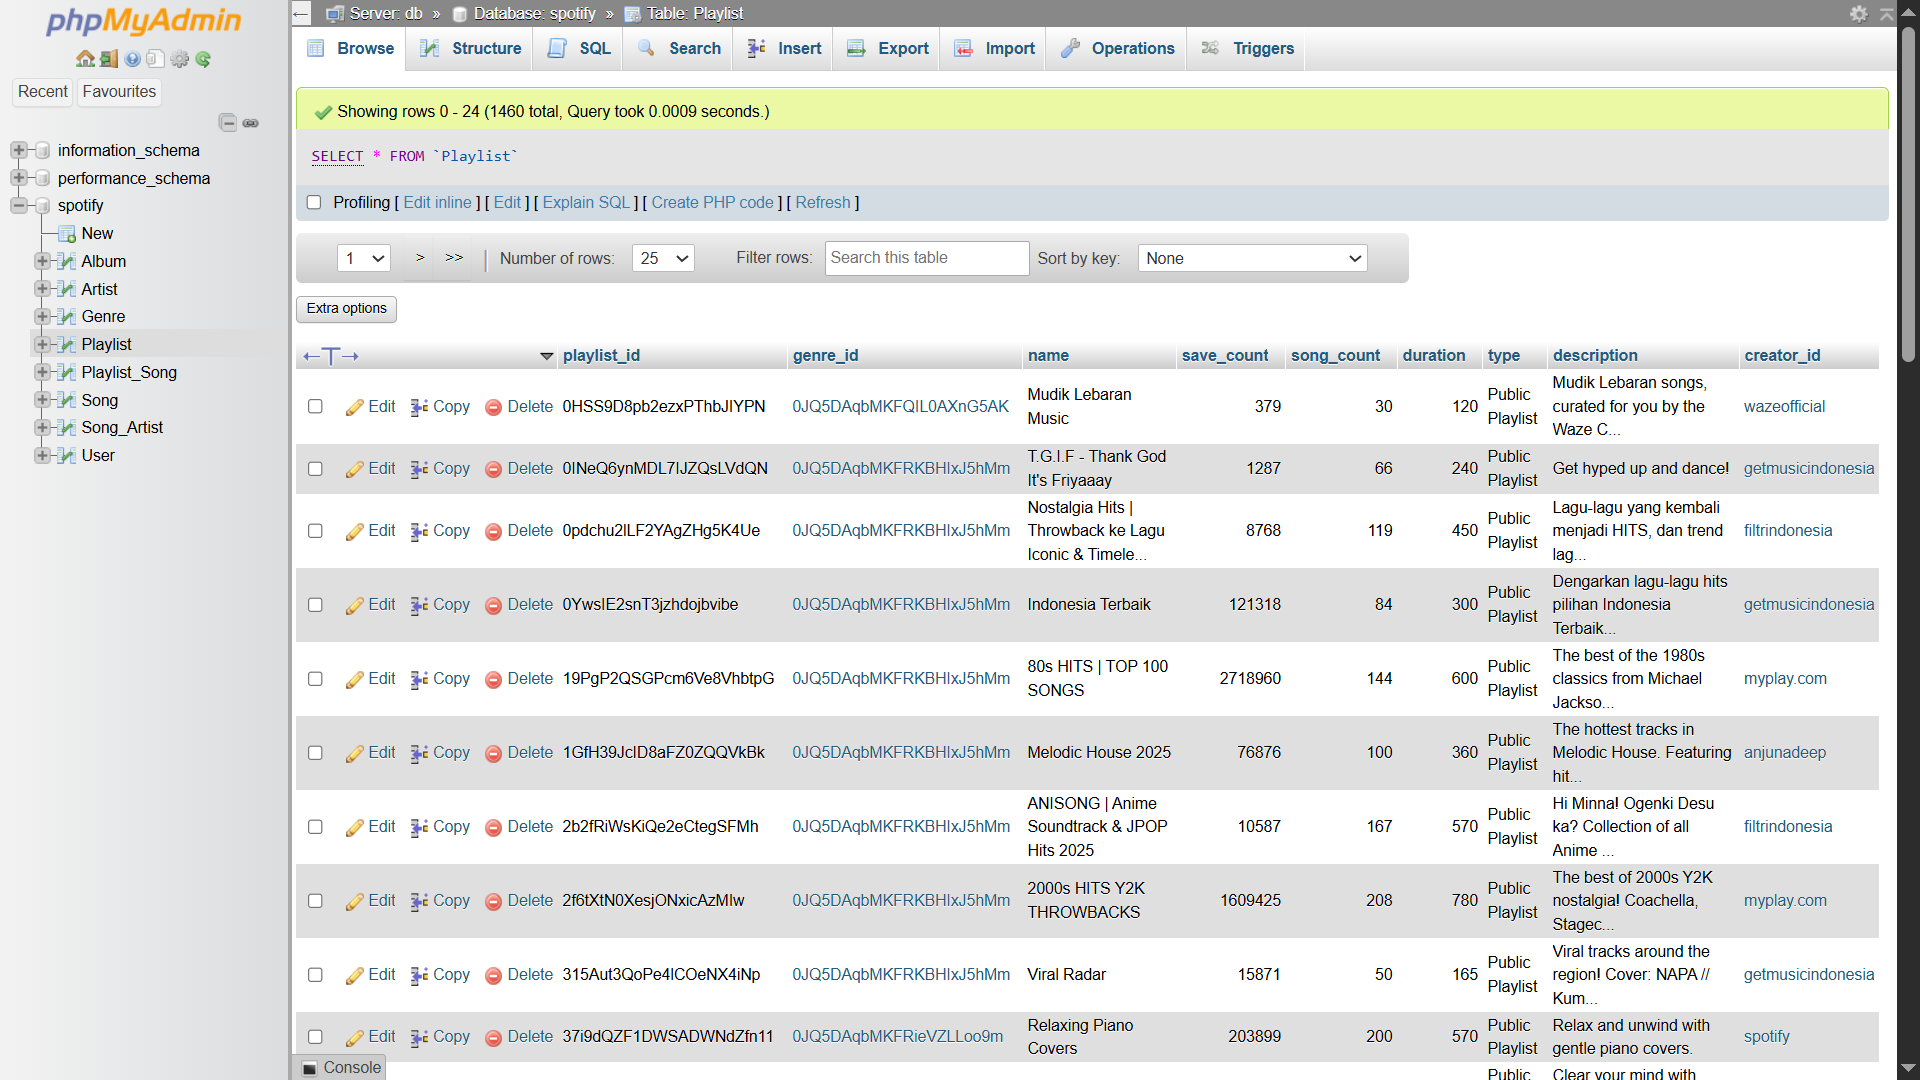 phpMyAdmin
Recent Favourites
information_schema
performance_schema
spotify
New
Album
Artist
Genre
Playlist
Playlist_Song
Song
Song_Artist
User
← Server: db » Database: spotify » Table: Playlist
Browse Structure SQL Search Insert Export Import Operations Triggers
Showing rows 0 - 24 (1460 total, Query took 0.0009 seconds.)
SELECT * FROM `Playlist`
Profiling [ Edit inline ] [ Edit ] [ Explain SQL ] [ Create PHP code ] [ Refresh ]
1 > >> | Number of rows: 25 Filter rows: Search this table Sort by key: None
Extra options
←T→ playlist_id genre_id name save_count song_count duration type description creator_id
Edit Copy Delete 0HSS9D8pb2ezxPThbJIYPN 0JQ5DAqbMKFQIL0AXnG5AK Mudik Lebaran Music 379 30 120 Public Playlist Mudik Lebaran songs, curated for you by the Waze C... wazeofficial
Edit Copy Delete 0INeQ6ynMDL7IJZQsLVdQN 0JQ5DAqbMKFRKBHIxJ5hMm T.G.I.F - Thank God It's Friyaaay 1287 66 240 Public Playlist Get hyped up and dance! getmusicindonesia
Edit Copy Delete 0pdchu2lLF2YAgZHg5K4Ue 0JQ5DAqbMKFRKBHIxJ5hMm Nostalgia Hits | Throwback ke Lagu Iconic & Timele... 8768 119 450 Public Playlist Lagu-lagu yang kembali menjadi HITS, dan trend lag... filtrindonesia
Edit Copy Delete 0YwsIE2snT3jzhdojbvibe 0JQ5DAqbMKFRKBHIxJ5hMm Indonesia Terbaik 121318 84 300 Public Playlist Dengarkan lagu-lagu hits pilihan Indonesia Terbaik... getmusicindonesia
Edit Copy Delete 19PgP2QSGPcm6Ve8VhbtpG 0JQ5DAqbMKFRKBHIxJ5hMm 80s HITS | TOP 100 SONGS 2718960 144 600 Public Playlist The best of the 1980s classics from Michael Jackso... myplay.com
Edit Copy Delete 1GfH39JcID8aFZ0ZQQVkBk 0JQ5DAqbMKFRKBHIxJ5hMm Melodic House 2025 76876 100 360 Public Playlist The hottest tracks in Melodic House. Featuring hit... anjunadeep
Edit Copy Delete 2b2fRiWsKiQe2eCtegSFMh 0JQ5DAqbMKFRKBHIxJ5hMm ANISONG | Anime Soundtrack & JPOP Hits 2025 10587 167 570 Public Playlist Hi Minna! Ogenki Desu ka? Collection of all Anime ... filtrindonesia
Edit Copy Delete 2f6tXtN0XesjONxicAzMIw 0JQ5DAqbMKFRKBHIxJ5hMm 2000s HITS Y2K THROWBACKS 1609425 208 780 Public Playlist The best of 2000s Y2K nostalgia! Coachella, Stagec... myplay.com
Edit Copy Delete 315Aut3QoPe4lCOeNX4iNp 0JQ5DAqbMKFRKBHIxJ5hMm Viral Radar 15871 50 165 Public Playlist Viral tracks around the region! Cover: NAPA // Kum... getmusicindonesia
Edit Copy Delete 37i9dQZF1DWSADWNdZfn11 0JQ5DAqbMKFRieVZLLoo9m Relaxing Piano Covers 203899 200 570 Public Playlist Relax and unwind with gentle piano covers. spotify
Public Clear your mind with
Console